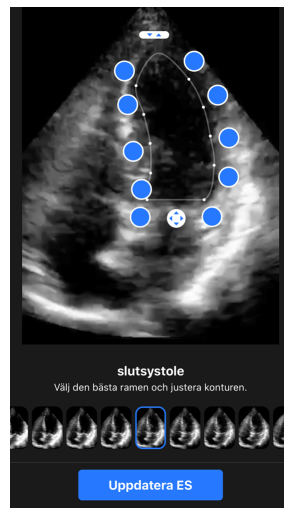 slutsystole
Välj den bästa ramen och justera konturen.
Uppdatera ES